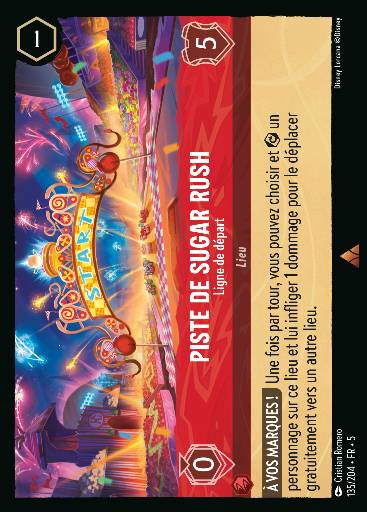 1
START
5
PISTE DE SUGAR RUSH
Ligne de départ
0
Lieu
À VOS MARQUES ! Une fois par tour, vous pouvez choisir et un
personnage sur ce lieu et lui infliger 1 dommage pour le déplacer
gratuitement vers un autre lieu.
Cristian Romero
135/204 • FR • 5
Disney Lorcana ©Disney